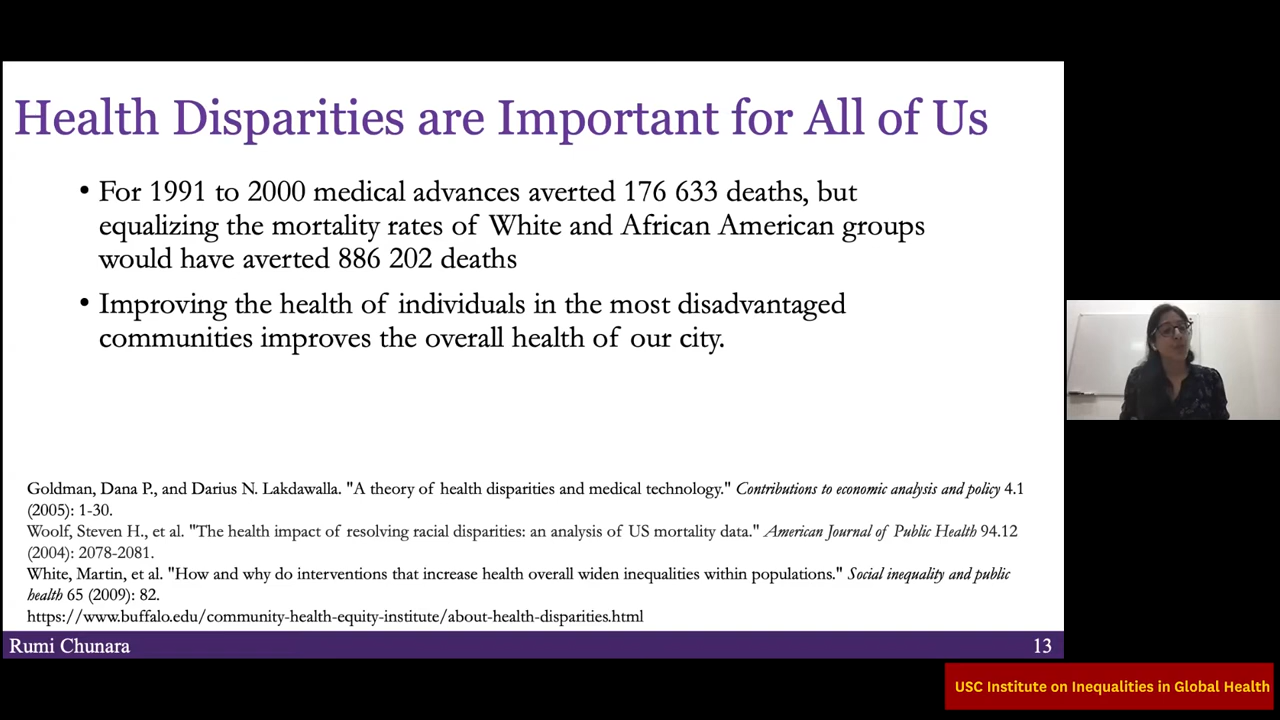 Health Disparities are Important for All of Us
• For 1991 to 2000 medical advances averted 176 633 deaths, but
equalizing the mortality rates of White and African American groups
would have averted 886 202 deaths
• Improving the health of individuals in the most disadvantaged
communities improves the overall health of our city.
Goldman, Dana P., and Darius N. Lakdawalla. "A theory of health disparities and medical technology." Contributions to economic analysis and policy 4.1
(2005): 1-30.
Woolf, Steven H., et al. "The health impact of resolving racial disparities: an analysis of US mortality data." American Journal of Public Health 94.12
(2004): 2078-2081.
White, Martin, et al. "How and why do interventions that increase health overall widen inequalities within populations." Social inequality and public
health 65 (2009): 82.
https://www.buffalo.edu/community-health-equity-institute/about-health-disparities.html
Rumi Chunara 13
USC Institute on Inequalities in Global Health